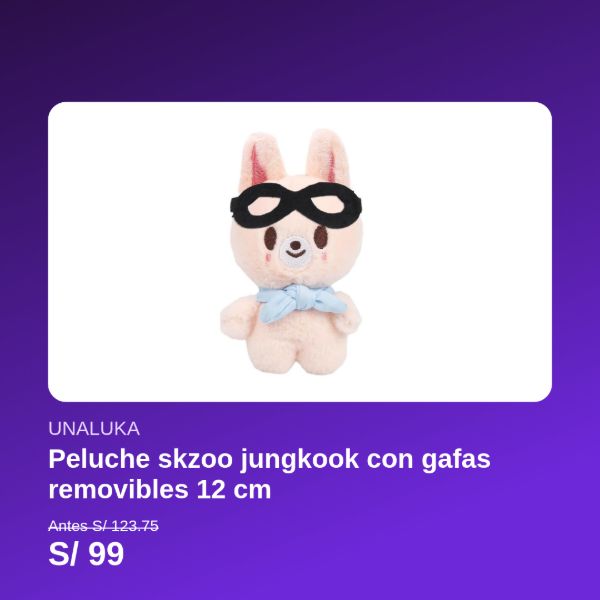 UNALUKA
Peluche skzoo jungkook con gafas
removibles 12 cm
Antes S/ 123.75
S/ 99